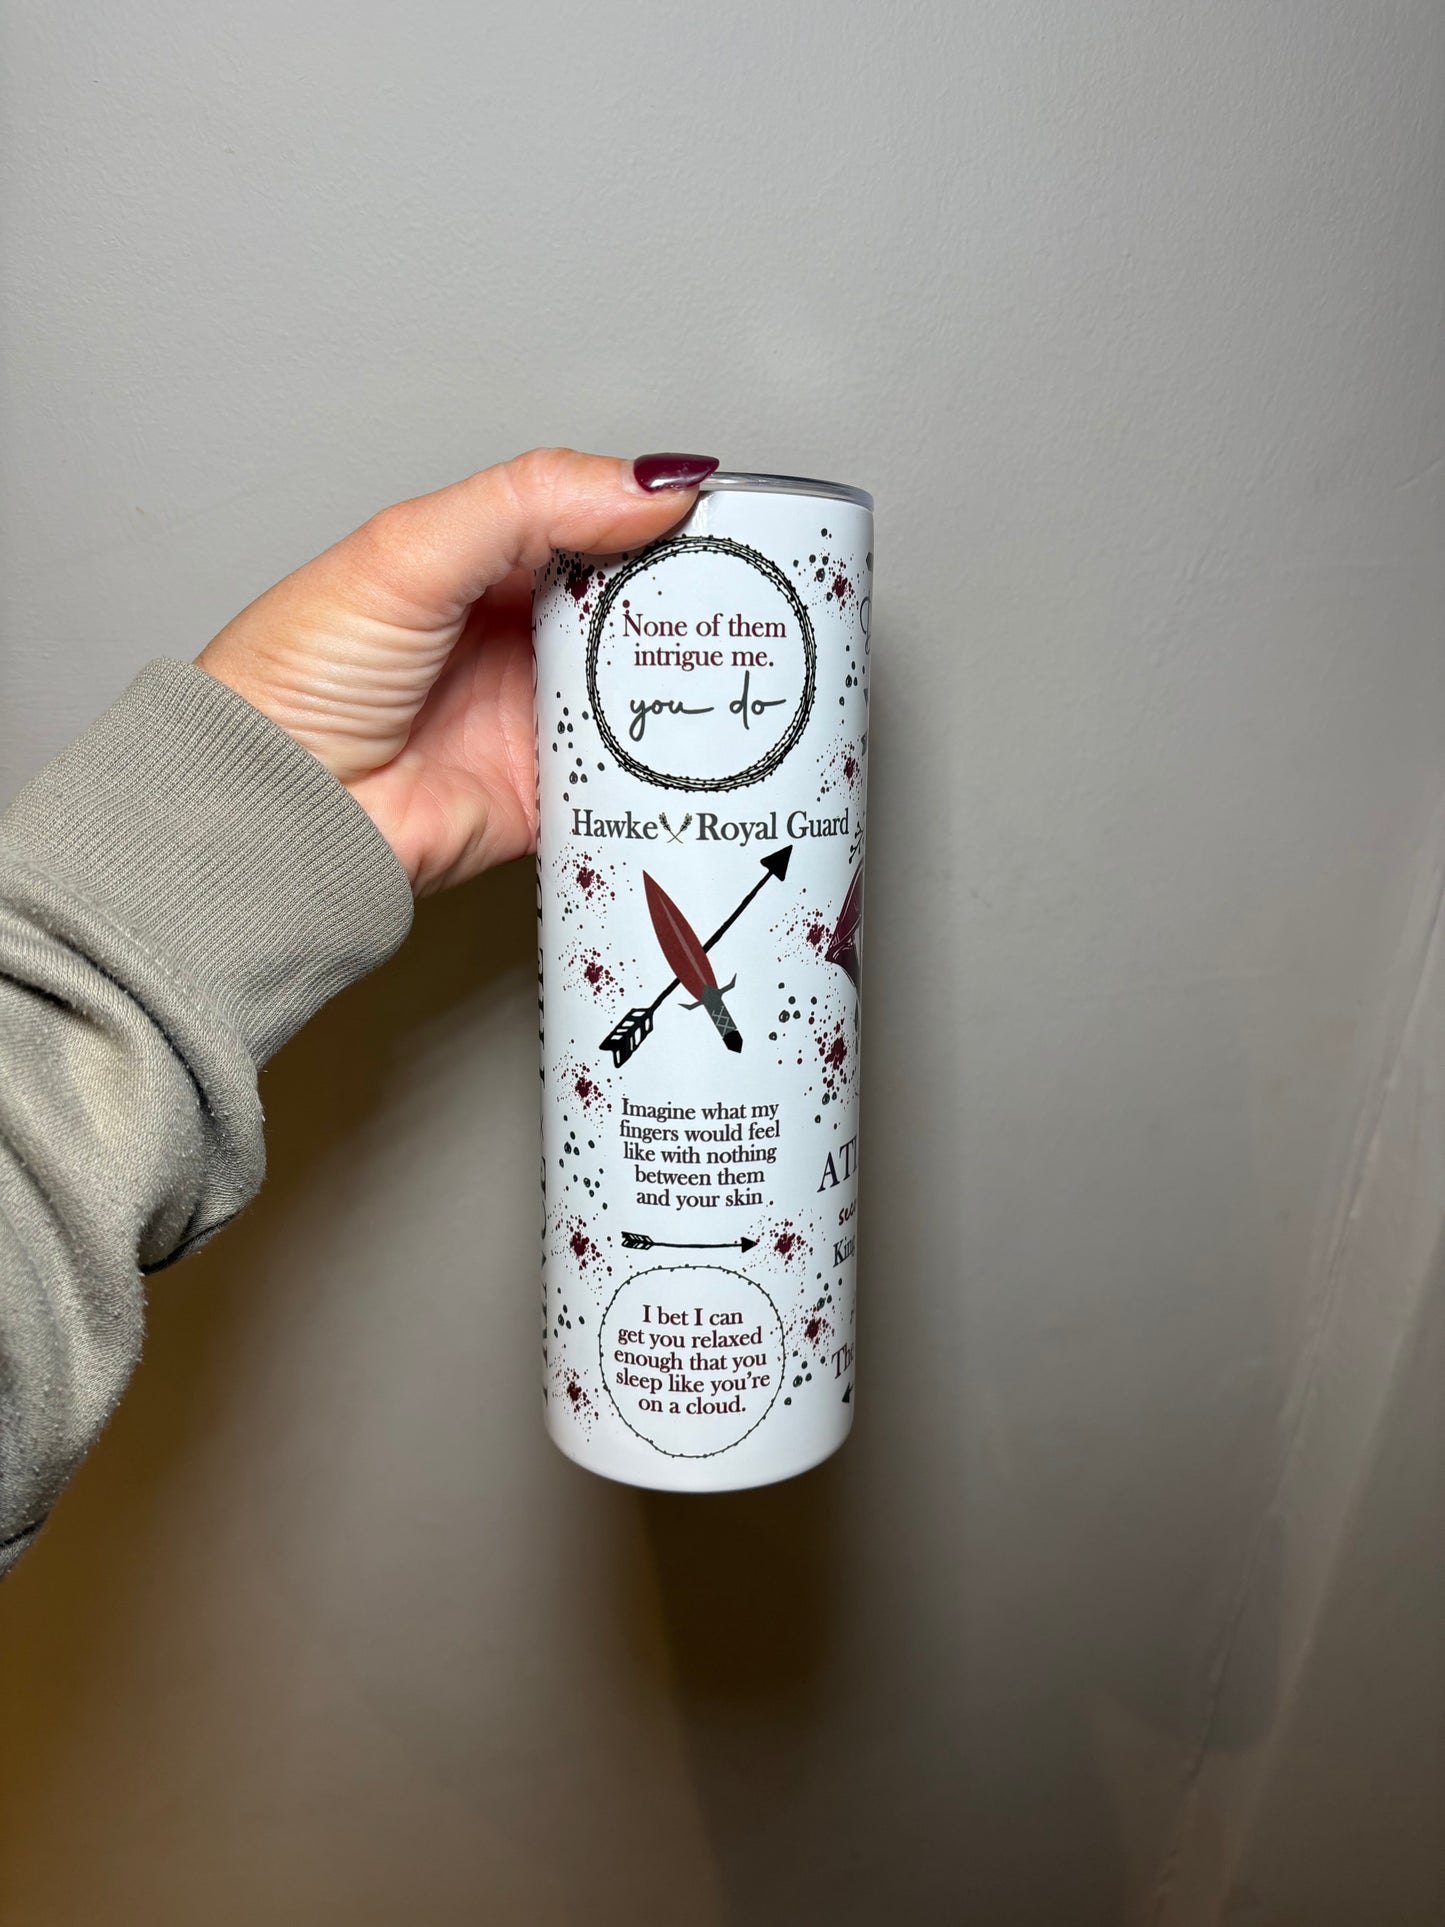 None of them
intrigue me.
you do
Hawke Royal Guard
Imagine what my
fingers would feel
like with nothing
between them
and your skin.
I bet I can
get you relaxed
enough that you
sleep like you're
on a cloud.
King